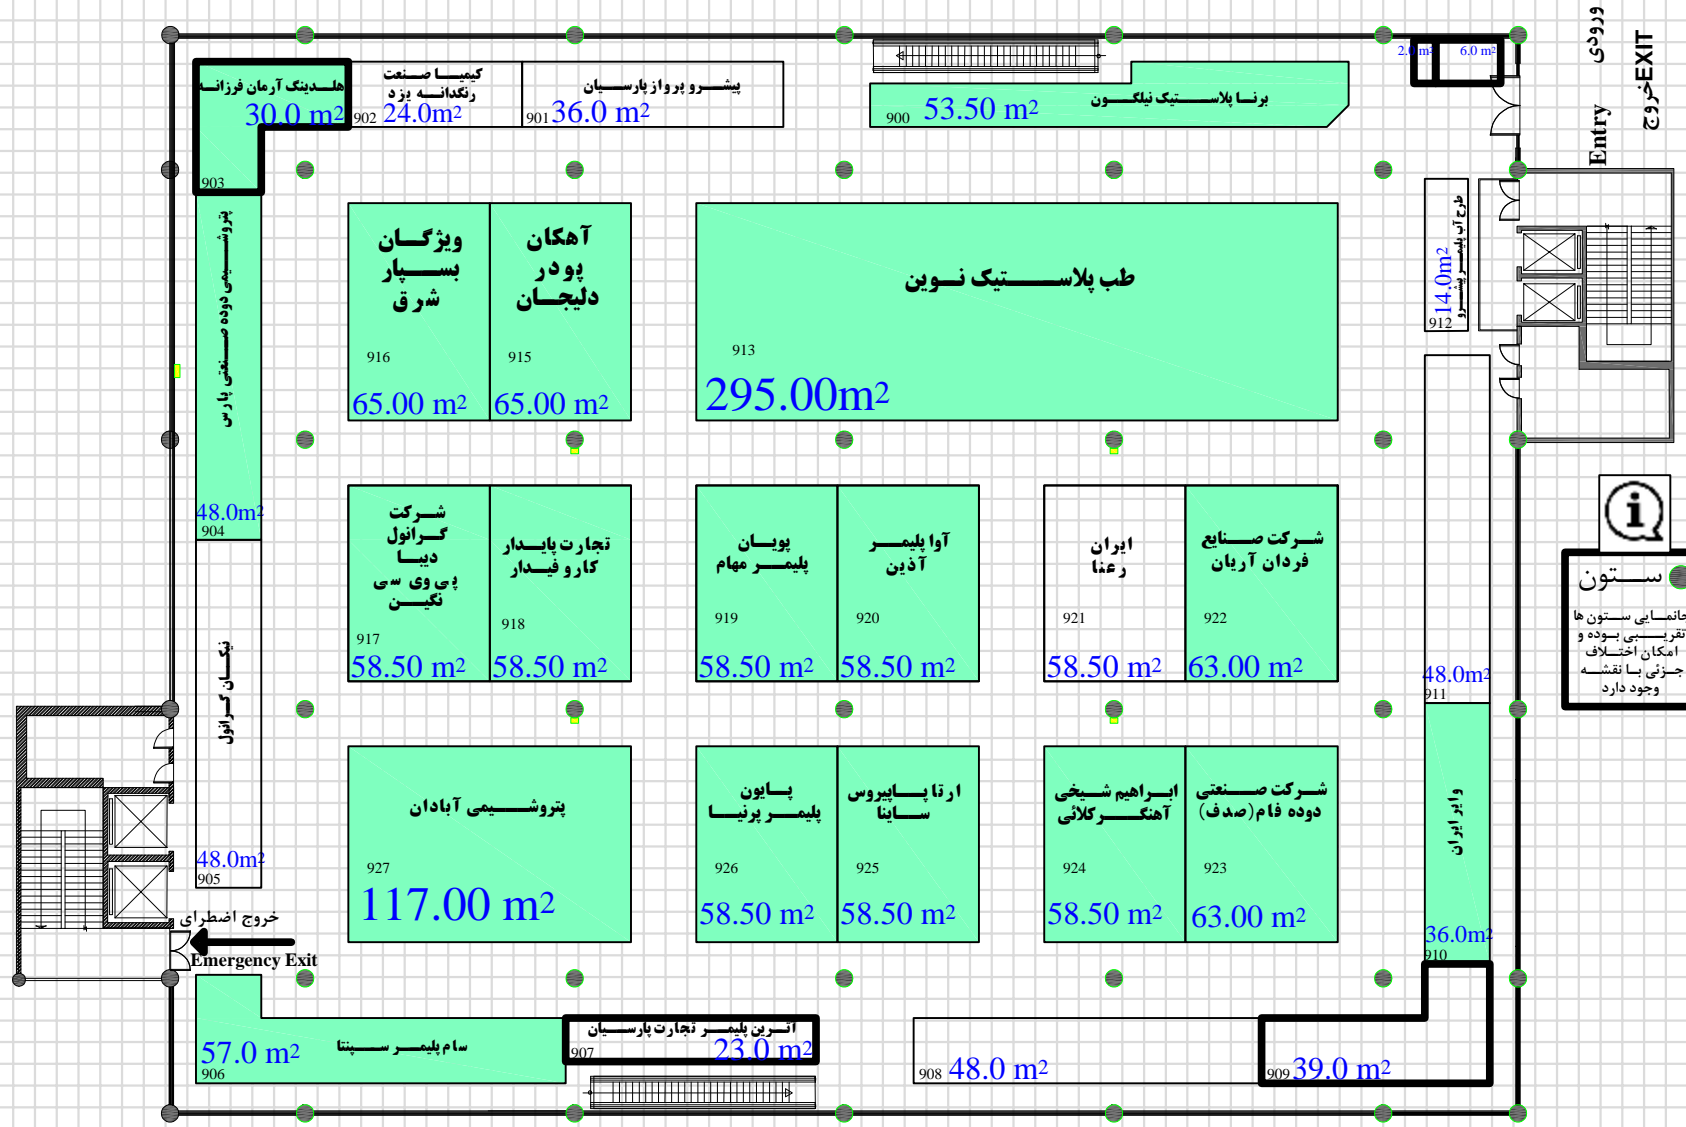 هلدینگ آرمان فرزانه
30.0 m²
903
کیمیا صنعت
رنگدانه یزد
902 24.0m²
پیشرو پرواز پارسیان
901 36.0 m²
برنا پلاستیک نیلگون
900 53.50 m²
2.0 m²
6.0 m²
ورودی
Entry
EXITخروج
پتروشیمی دوده صنعتی پارس
48.0m²
904
ویژگان
بسپار
شرق
916
65.00 m²
آهکان
پودر
دلیجان
915
65.00 m²
طب پلاستیک نوین
913
295.00m²
طرح آب پلیمر پیشرو
14.0m²
912
شرکت
گرانول
دیبا
پی وی سی
نگین
917
58.50 m²
تجارت پایدار
کارو فیدار
918
58.50 m²
پویان
پلیمر مهام
919
58.50 m²
آوا پلیمر
آذین
920
58.50 m²
ایران
رعنا
921
58.50 m²
شرکت صنایع
فردان آریان
922
63.00 m²
48.0m²
911
ستون
جانمایی ستون ها
تقریبی بوده و
امکان اختلاف
جزئی با نقشه
وجود دارد
نیکان گرانول
48.0m²
905
پتروشیمی آبادان
927
117.00 m²
پایون
پلیمر پرنیا
926
58.50 m²
ارتا پاپیروس
ساینا
925
58.50 m²
ابراهیم شیخی
آهنگرکلائی
924
58.50 m²
شرکت صنعتی
دوده فام(صدف)
923
63.00 m²
وایر ایران
36.0m²
910
خروج اضطرای
Emergency Exit
سام پلیمر سپنتا
57.0 m²
906
آترین پلیمر تجارت پارسیان
907 23.0 m²
908 48.0 m²
909 39.0 m²